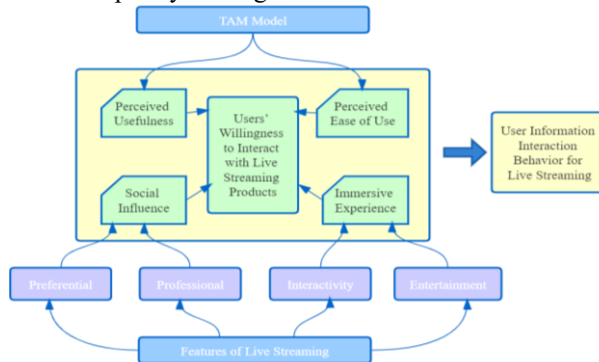 TAM Model
Perceived
Usefulness
Users'
Willingness
to Interact
with Live
Streaming
Products
Perceived
Ease of Use
User Information
Interaction
Behavior for
Live Streaming
Social
Influence
Immersive
Experience
Preferential
Professional
Interactivity
Entertainment
Features of Live Streaming